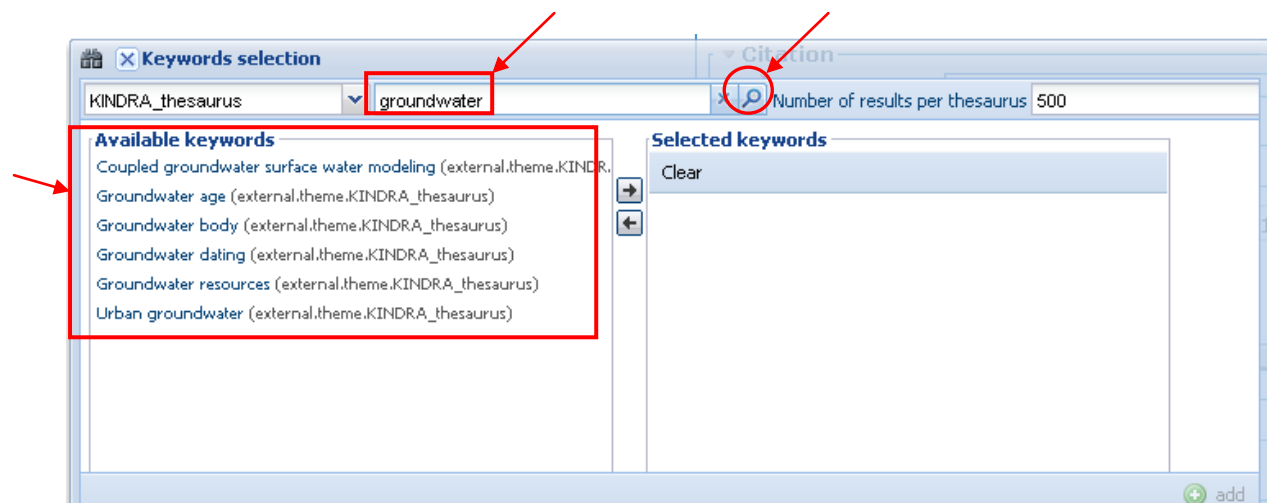 Keywords selection
Citation
KINDRA_thesaurus groundwater Number of results per thesaurus 500
Available keywords
Coupled groundwater surface water modeling (external.theme.KINDR.
Groundwater age (external.theme.KINDRA_thesaurus)
Groundwater body (external.theme.KINDRA_thesaurus)
Groundwater dating (external.theme.KINDRA_thesaurus)
Groundwater resources (external.theme.KINDRA_thesaurus)
Urban groundwater (external.theme.KINDRA_thesaurus)
Selected keywords
Clear
add